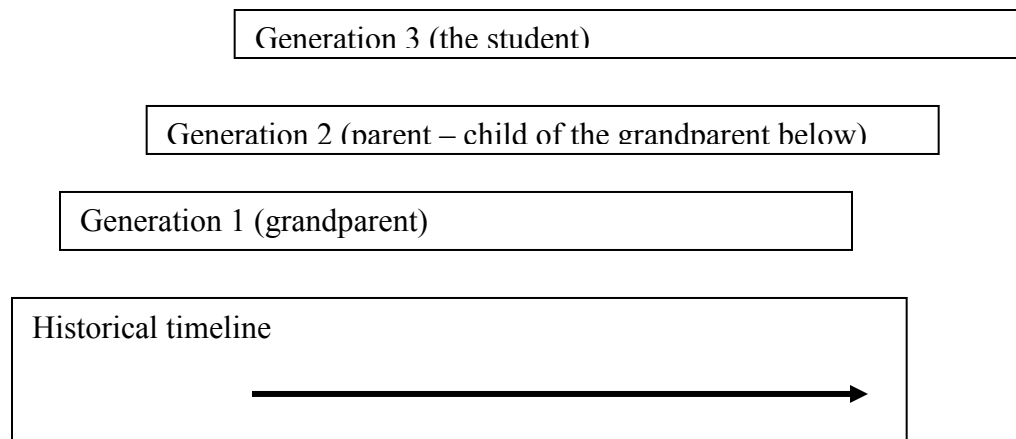 Generation 3 (the student)
Generation 2 (parent – child of the grandparent below)
Generation 1 (grandparent)
Historical timeline